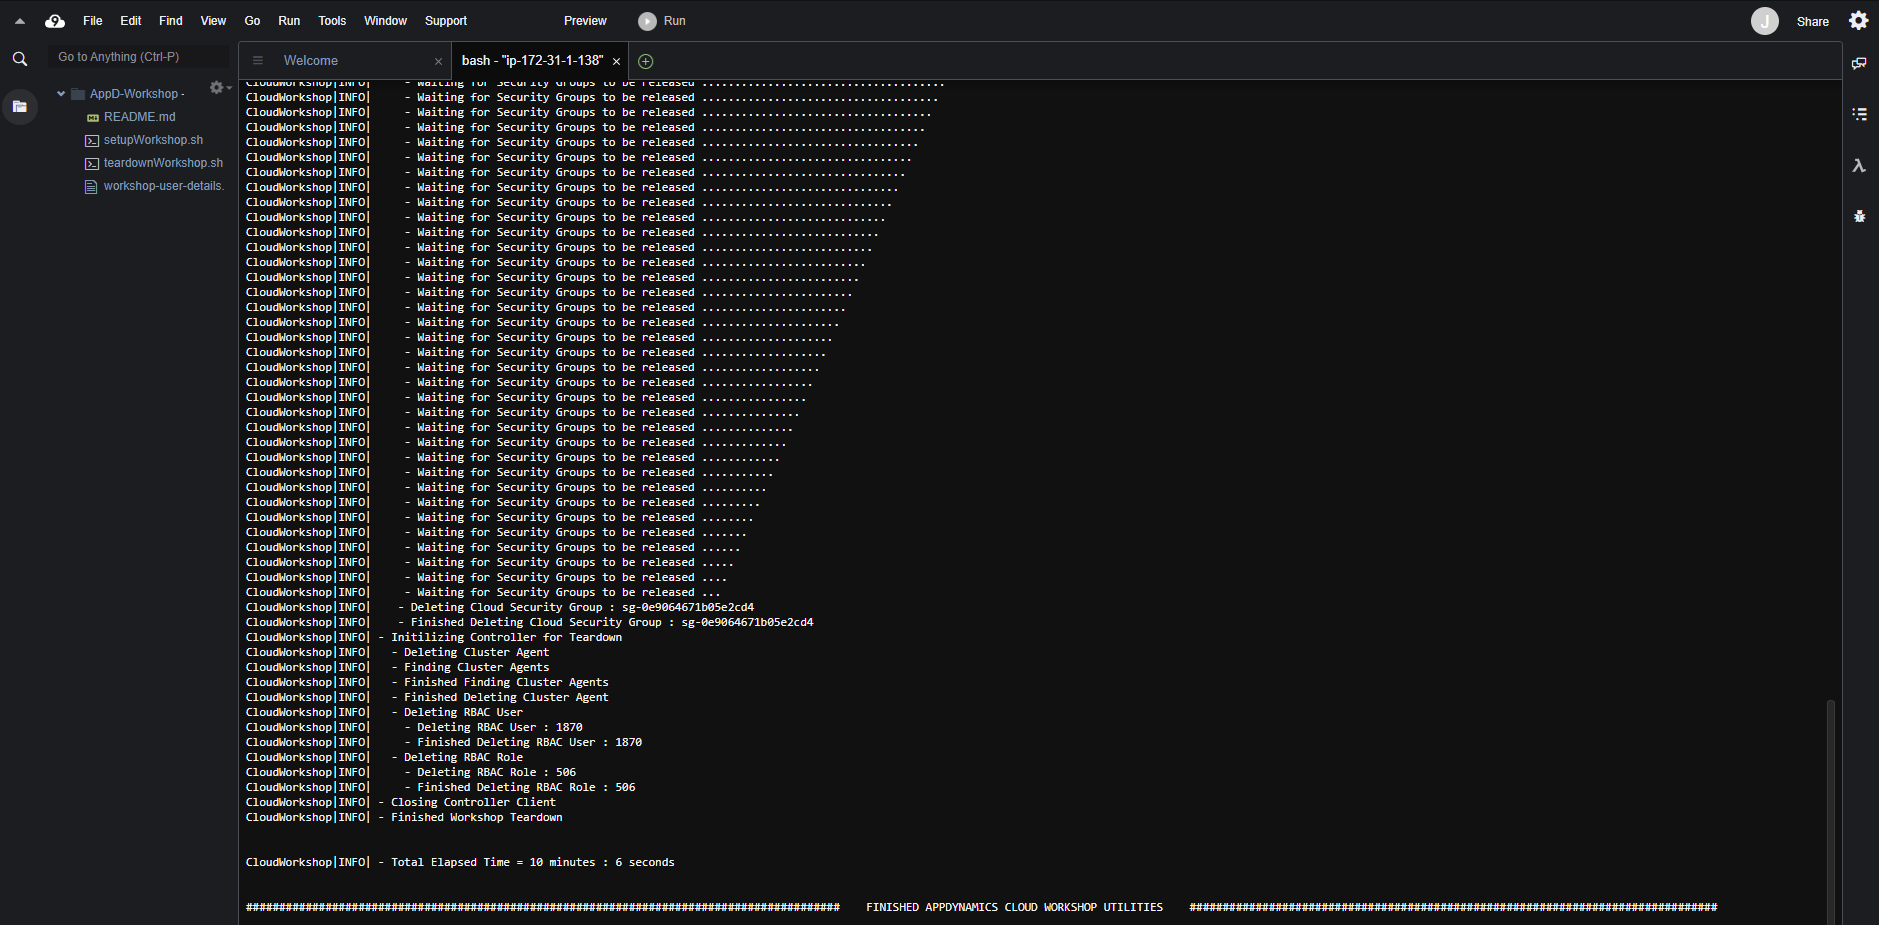 File Edit Find View Go Run Tools Window Support Preview Run J Share
Go to Anything (Ctrl-P)
Welcome
bash - "ip-172-31-1-138"
AppD-Workshop -
README.md
setupWorkshop.sh
teardownWorkshop.sh
workshop-user-details.
CloudWorkshop|INFO|     - Waiting for Security Groups to be released .....................................
CloudWorkshop|INFO|     - Waiting for Security Groups to be released ....................................
CloudWorkshop|INFO|     - Waiting for Security Groups to be released ...................................
CloudWorkshop|INFO|     - Waiting for Security Groups to be released ..................................
CloudWorkshop|INFO|     - Waiting for Security Groups to be released .................................
CloudWorkshop|INFO|     - Waiting for Security Groups to be released ................................
CloudWorkshop|INFO|     - Waiting for Security Groups to be released ...............................
CloudWorkshop|INFO|     - Waiting for Security Groups to be released ..............................
CloudWorkshop|INFO|     - Waiting for Security Groups to be released .............................
CloudWorkshop|INFO|     - Waiting for Security Groups to be released ............................
CloudWorkshop|INFO|     - Waiting for Security Groups to be released ...........................
CloudWorkshop|INFO|     - Waiting for Security Groups to be released ..........................
CloudWorkshop|INFO|     - Waiting for Security Groups to be released .........................
CloudWorkshop|INFO|     - Waiting for Security Groups to be released ........................
CloudWorkshop|INFO|     - Waiting for Security Groups to be released .......................
CloudWorkshop|INFO|     - Waiting for Security Groups to be released ......................
CloudWorkshop|INFO|     - Waiting for Security Groups to be released .....................
CloudWorkshop|INFO|     - Waiting for Security Groups to be released ....................
CloudWorkshop|INFO|     - Waiting for Security Groups to be released ...................
CloudWorkshop|INFO|     - Waiting for Security Groups to be released ..................
CloudWorkshop|INFO|     - Waiting for Security Groups to be released .................
CloudWorkshop|INFO|     - Waiting for Security Groups to be released ................
CloudWorkshop|INFO|     - Waiting for Security Groups to be released ...............
CloudWorkshop|INFO|     - Waiting for Security Groups to be released ..............
CloudWorkshop|INFO|     - Waiting for Security Groups to be released .............
CloudWorkshop|INFO|     - Waiting for Security Groups to be released ............
CloudWorkshop|INFO|     - Waiting for Security Groups to be released ...........
CloudWorkshop|INFO|     - Waiting for Security Groups to be released ..........
CloudWorkshop|INFO|     - Waiting for Security Groups to be released .........
CloudWorkshop|INFO|     - Waiting for Security Groups to be released ........
CloudWorkshop|INFO|     - Waiting for Security Groups to be released .......
CloudWorkshop|INFO|     - Waiting for Security Groups to be released ......
CloudWorkshop|INFO|     - Waiting for Security Groups to be released .....
CloudWorkshop|INFO|     - Waiting for Security Groups to be released ....
CloudWorkshop|INFO|     - Waiting for Security Groups to be released ...
CloudWorkshop|INFO|    - Deleting Cloud Security Group : sg-0e9064671b05e2cd4
CloudWorkshop|INFO|    - Finished Deleting Cloud Security Group : sg-0e9064671b05e2cd4
CloudWorkshop|INFO| - Initilizing Controller for Teardown
CloudWorkshop|INFO|   - Deleting Cluster Agent
CloudWorkshop|INFO|   - Finding Cluster Agents
CloudWorkshop|INFO|   - Finished Finding Cluster Agents
CloudWorkshop|INFO|   - Finished Deleting Cluster Agent
CloudWorkshop|INFO|   - Deleting RBAC User
CloudWorkshop|INFO|     - Deleting RBAC User : 1870
CloudWorkshop|INFO|     - Finished Deleting RBAC User : 1870
CloudWorkshop|INFO|   - Deleting RBAC Role
CloudWorkshop|INFO|     - Deleting RBAC Role : 506
CloudWorkshop|INFO|     - Finished Deleting RBAC Role : 506
CloudWorkshop|INFO| - Closing Controller Client
CloudWorkshop|INFO| - Finished Workshop Teardown
CloudWorkshop|INFO| - Total Elapsed Time = 10 minutes : 6 seconds
##########################################################################################    FINISHED APPDYNAMICS CLOUD WORKSHOP UTILITIES    ################################################################################